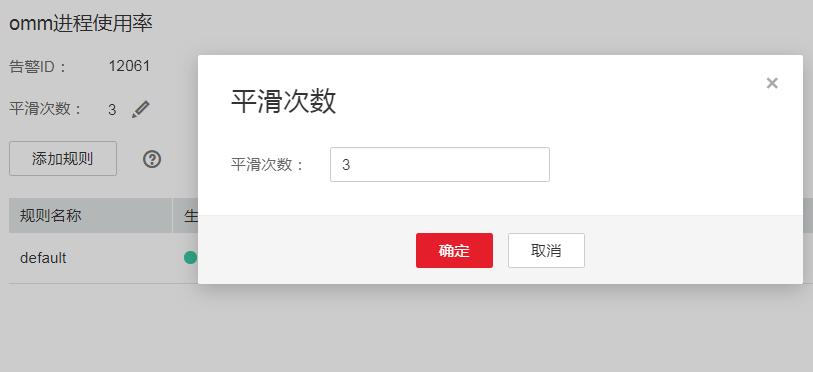 omm进程使用率
告警ID： 12061
平滑次数： 3
添加规则
规则名称 生
default
平滑次数
平滑次数： 3
确定 取消